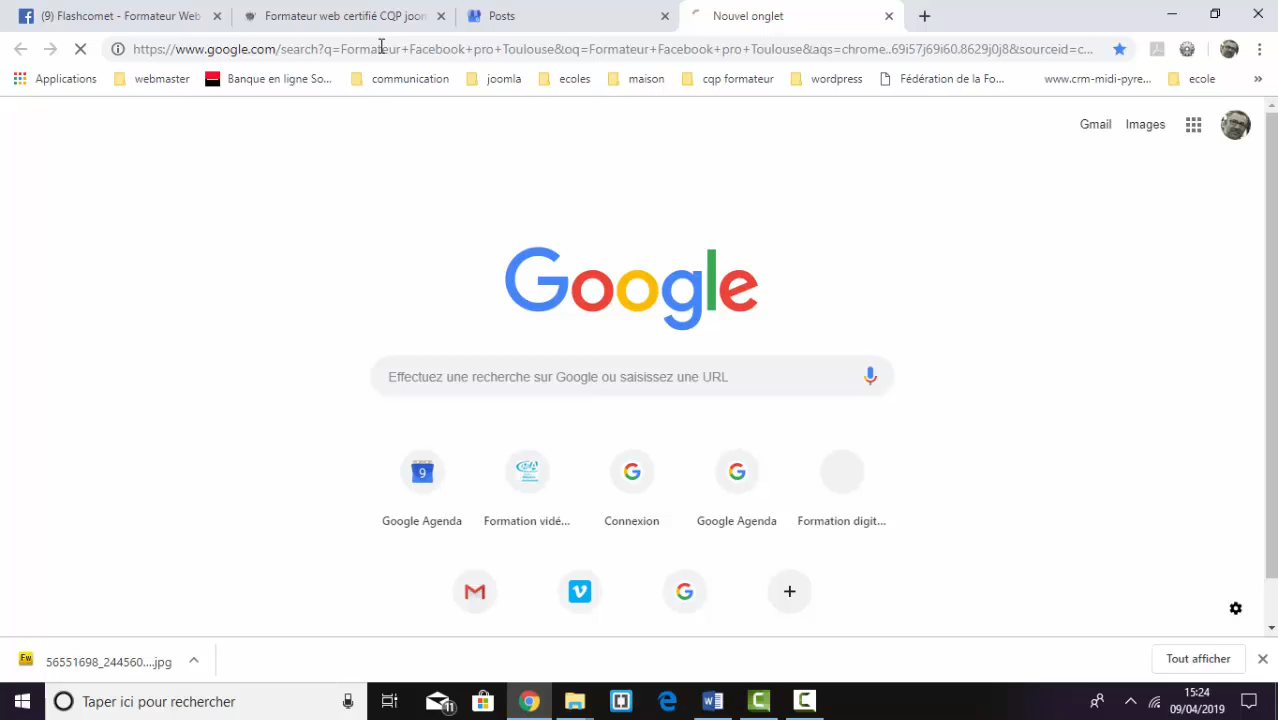 (9) Flashcomet - Formateur Web
Formateur web certifié CQP joom
Posts
Nouvel onglet
https://www.google.com/search?q=Formateur+Facebook+pro+Toulouse&oq=Formateur+Facebook+pro+Toulouse&aqs=chrome..69i57j69i60.8629j0j8&sourceid=c...
Applications
webmaster
Banque en ligne So...
communication
joomla
ecoles
maison
cqp formateur
wordpress
Fédération de la Fo...
www.crm-midi-pyre...
ecole
»
Gmail
Images
Google
Effectuez une recherche sur Google ou saisissez une URL
9
Google Agenda
Formation vidé...
Connexion
Google Agenda
Formation digit...
56551698_244560....jpg
Tout afficher
Taper ici pour rechercher
11
15:24
09/04/2019